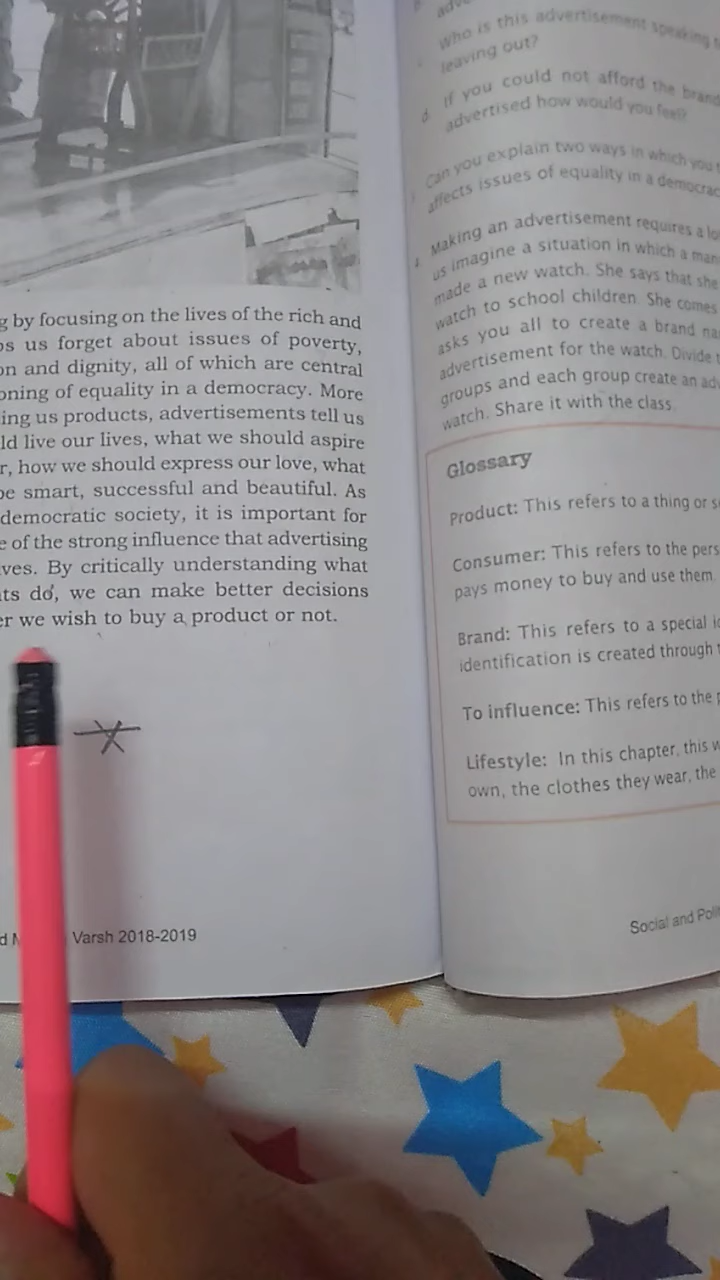 g by focusing on the lives of the rich and
ps us forget about issues of poverty,
on and dignity, all of which are central
oning of equality in a democracy. More
ing us products, advertisements tell us
ld live our lives, what we should aspire
r, how we should express our love, what
be smart, successful and beautiful. As
democratic society, it is important for
e of the strong influence that advertising
ves. By critically understanding what
ts do, we can make better decisions
er we wish to buy a product or not.
Varsh 2018-2019
Who is this advertisement speaking
leaving out?
d. If you could not afford the brand
advertised how would you feel?
Can you explain two ways in which you
affects issues of equality in a democrac
Making an advertisement requires a lo
us imagine a situation in which a man
made a new watch. She says that she
watch to school children. She comes
asks you all to create a brand na
advertisement for the watch. Divide
groups and each group create an adv
watch. Share it with the class.
Glossary
Product: This refers to a thing or s
Consumer: This refers to the pers
pays money to buy and use them.
Brand: This refers to a special i
identification is created through
To influence: This refers to the
Lifestyle: In this chapter, this w
own, the clothes they wear, the
Social and Polit